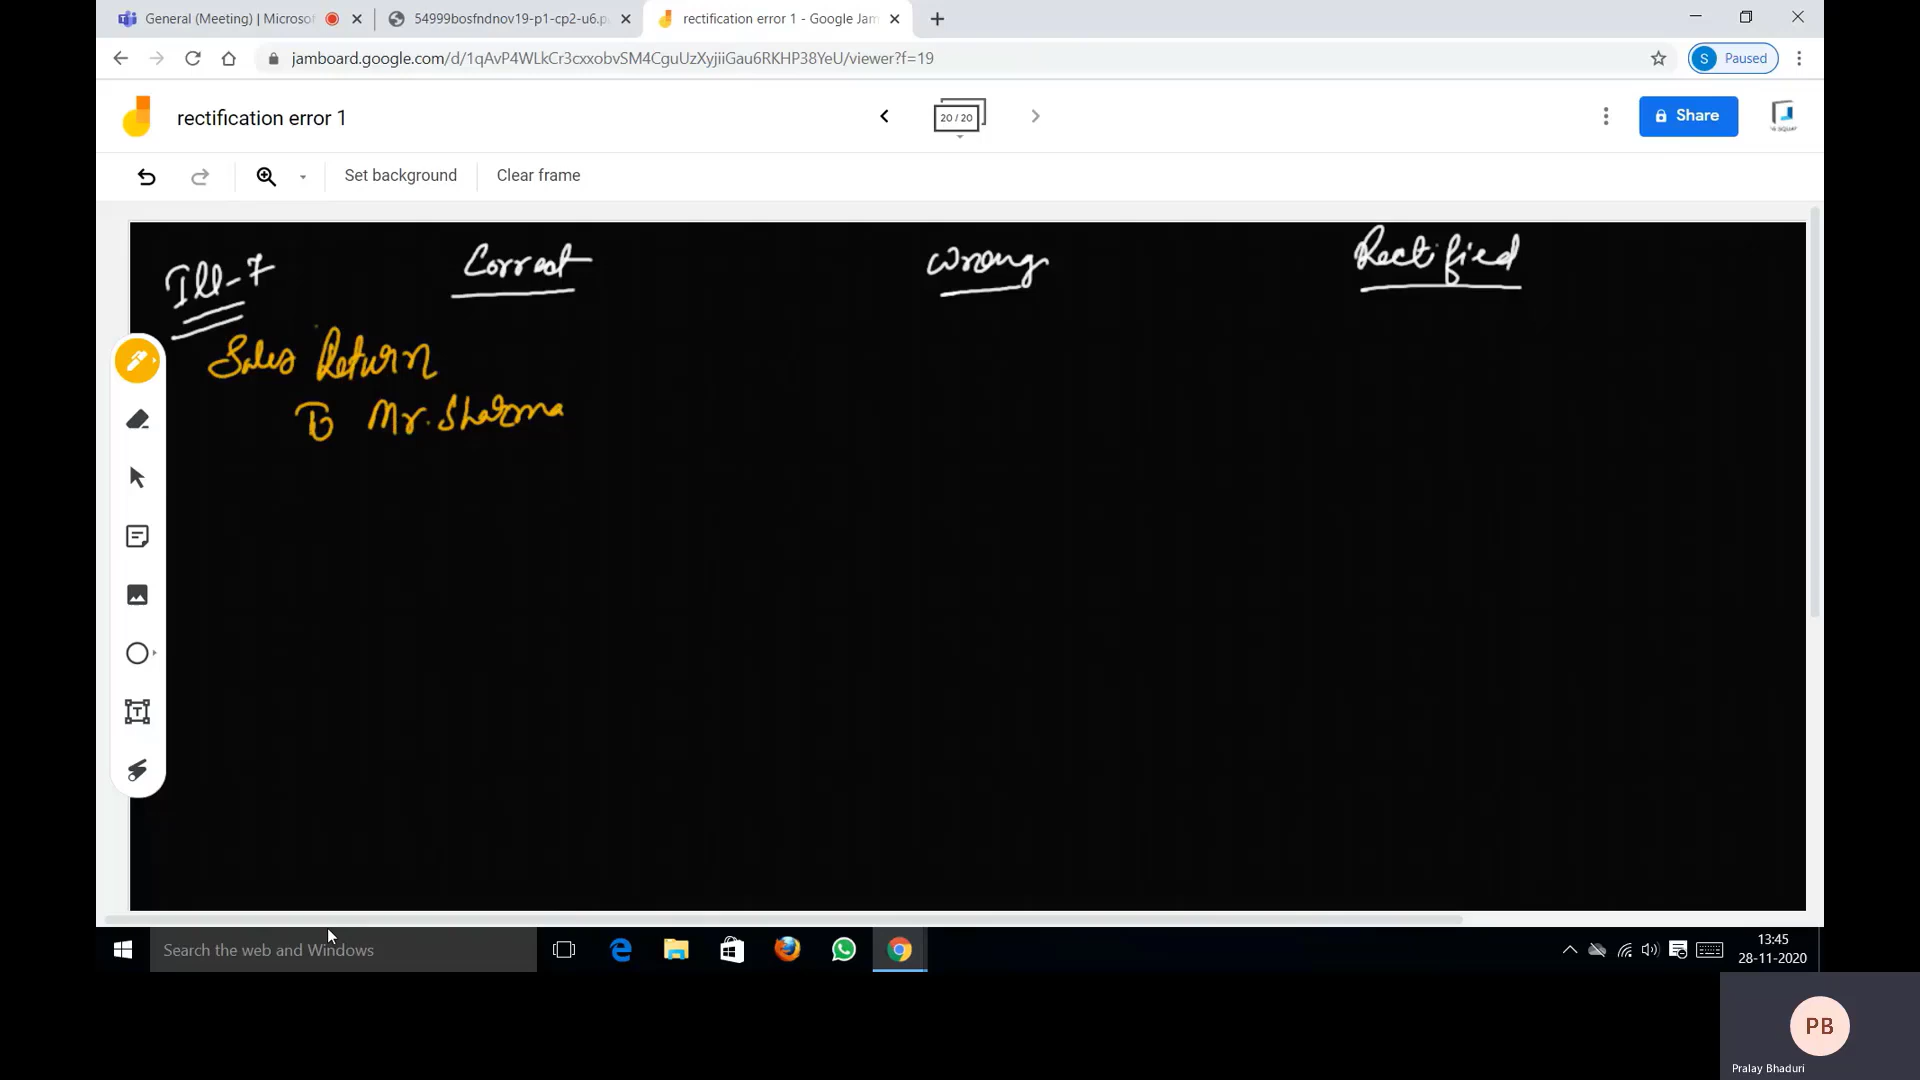 General (Meeting) | Microso
54999bosfndnov19-p1-cp2-u6.p
rectification error 1 - Google Jam
jamboard.google.com/d/1qAvP4WLkCr3cxxobvSM4CguUzXyjiiGau6RKHP38YeU/viewer?f=19
S Paused
rectification error 1
20 / 20
Share
Set background
Clear frame
Ill-7
Correct
Wrong
Rectified
Sales Return
To Mr. Sharma
Search the web and Windows
13:45
28-11-2020
PB
Pralay Bhaduri